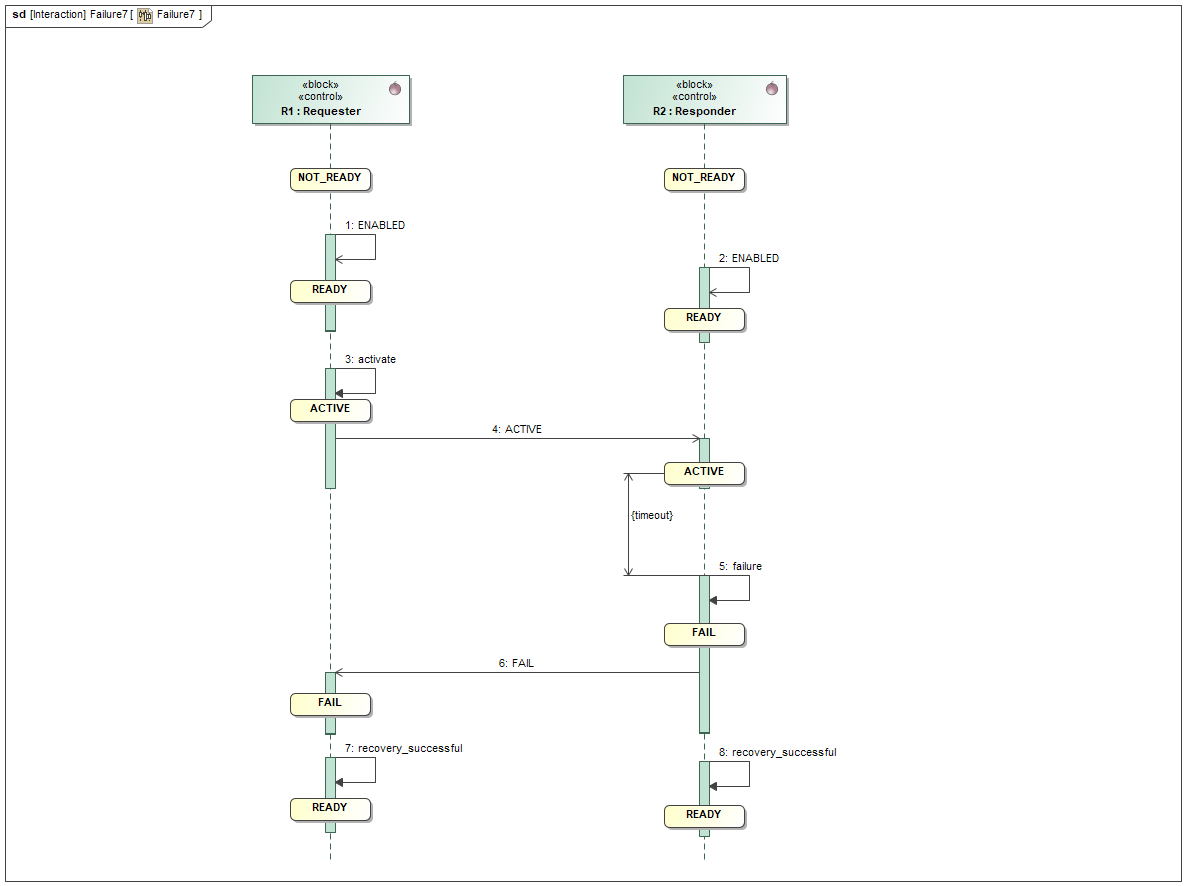 sd [Interaction] Failure7 [ Failure7 ]
«block»
«control»
R1 : Requester
«block»
«control»
R2 : Responder
NOT_READY
NOT_READY
1: ENABLED
2: ENABLED
READY
READY
3: activate
ACTIVE
4: ACTIVE
ACTIVE
{timeout}
5: failure
FAIL
6: FAIL
FAIL
7: recovery_successful
8: recovery_successful
READY
READY